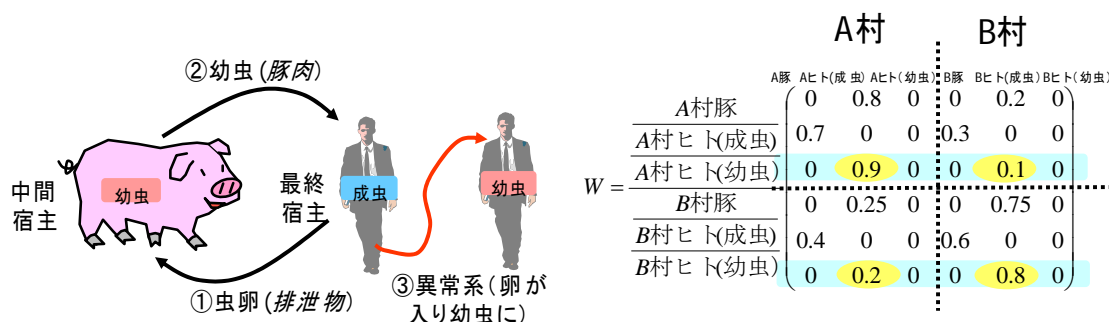 ②幼虫(豚肉)
中間
宿主
幼虫
最終
宿主
成虫
幼虫
①虫卵(排泄物)
③異常系(卵が
入り幼虫に)
A村 B村
A豚 Aヒト(成虫) Aヒト(幼虫) B豚 Bヒト(成虫) Bヒト(幼虫)
A村豚 0 0.8 0 0 0.2 0
A村ヒト(成虫) 0.7 0 0 0.3 0 0
A村ヒト(幼虫) 0 0.9 0 0 0.1 0
W =
B村豚 0 0.25 0 0 0.75 0
B村ヒト(成虫) 0.4 0 0 0.6 0 0
B村ヒト(幼虫) 0 0.2 0 0 0.8 0